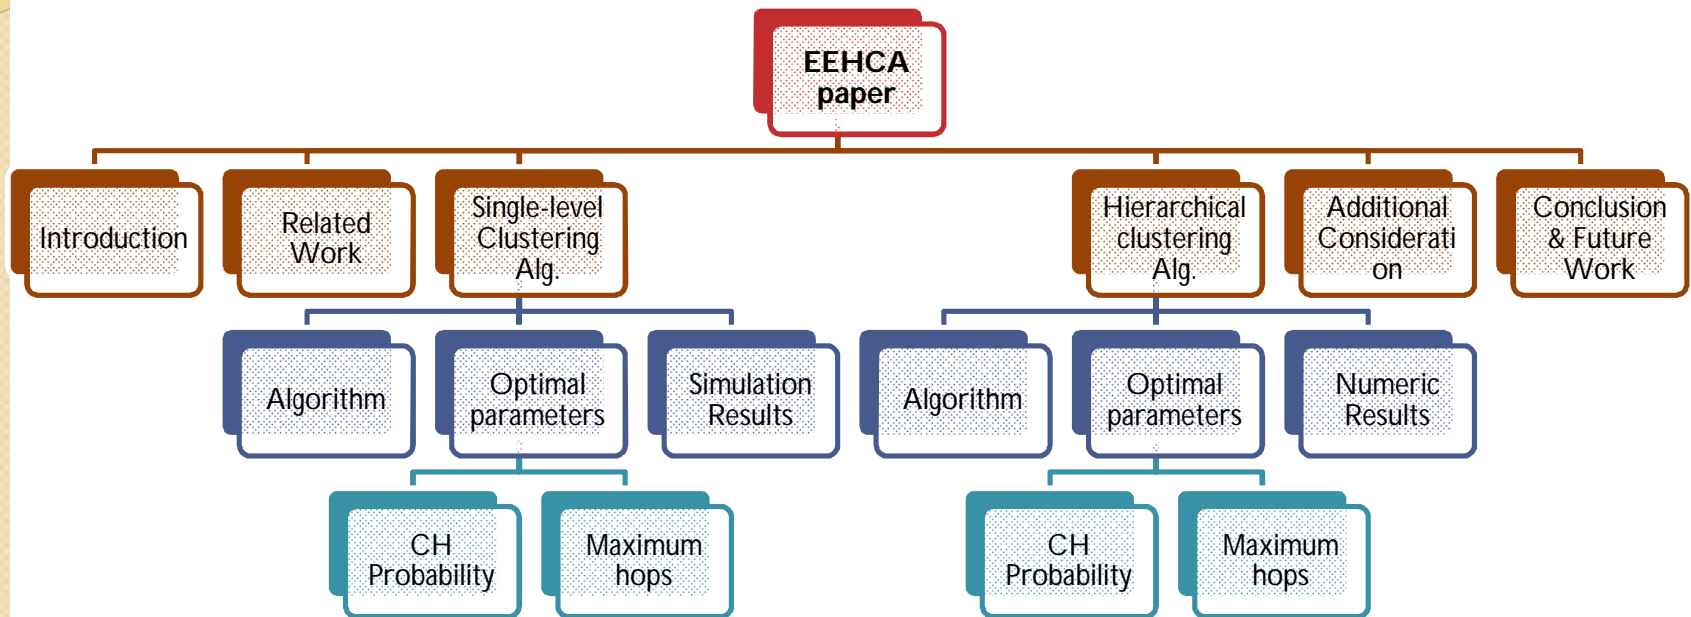 EEHCA
paper
Introduction
Related
Work
Single-level
Clustering
Alg.
Hierarchical
clustering
Alg.
Additional
Considerati
on
Conclusion
& Future
Work
Algorithm
Optimal
parameters
Simulation
Results
Algorithm
Optimal
parameters
Numeric
Results
CH
Probability
Maximum
hops
CH
Probability
Maximum
hops